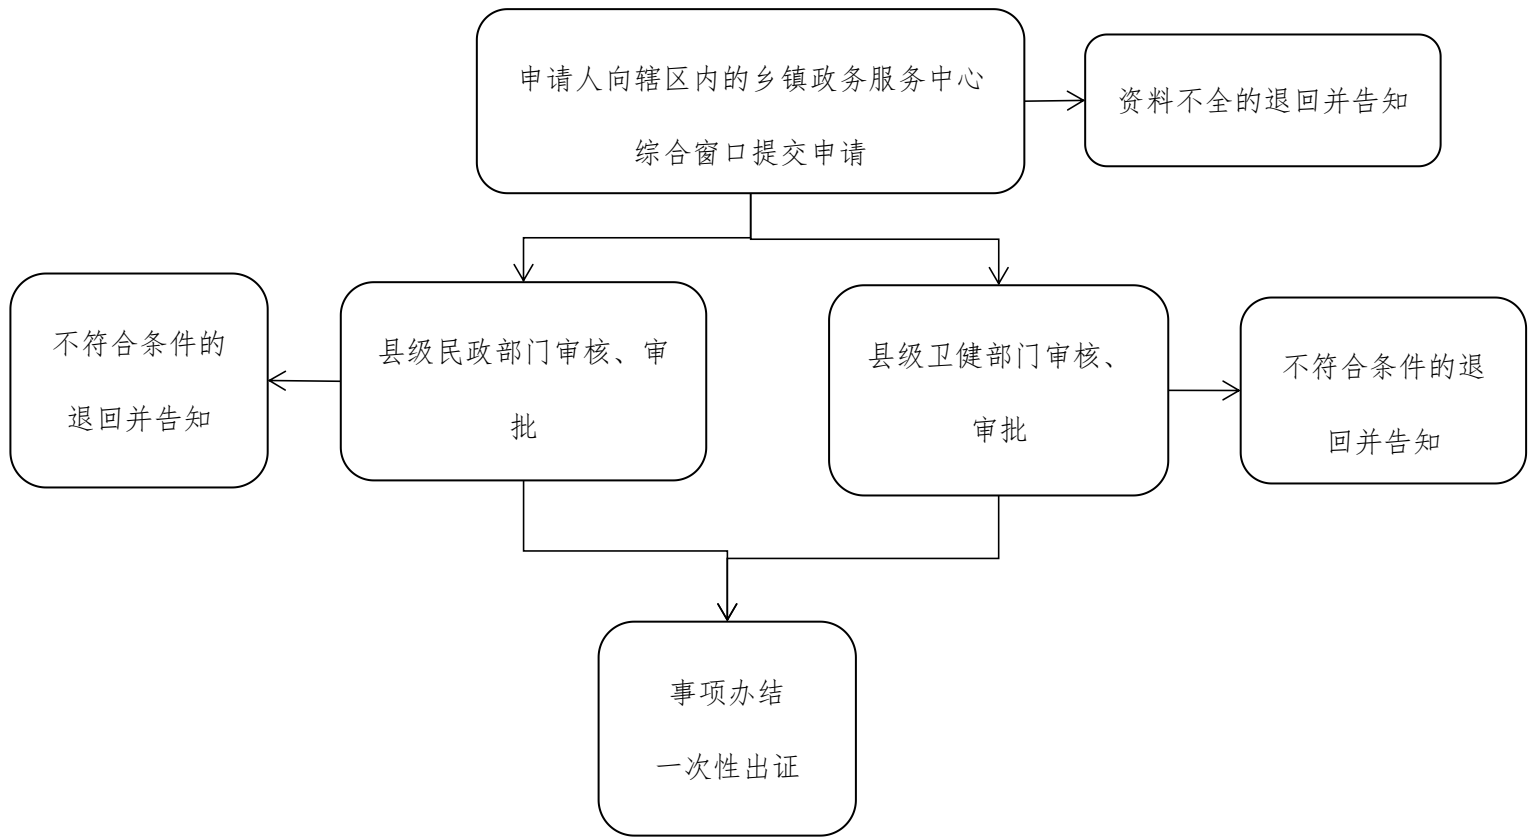 申请人向辖区内的乡镇政务服务中心
综合窗口提交申请
资料不全的退回并告知
不符合条件的
退回并告知
县级民政部门审核、审
批
县级卫健部门审核、
审批
不符合条件的退
回并告知
事项办结
一次性出证